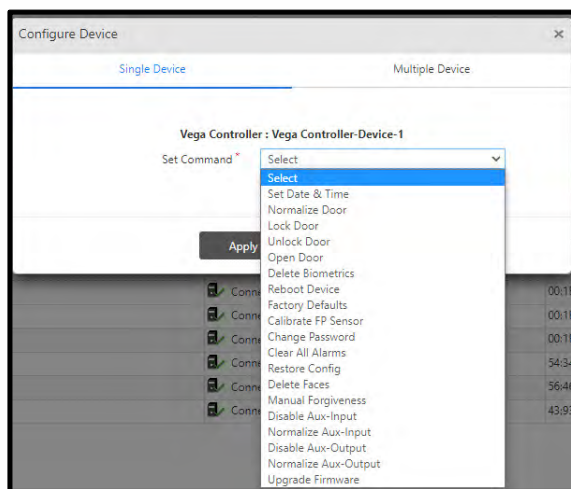 Configure Device ×
Single Device Multiple Device
Vega Controller : Vega Controller-Device-1
Set Command * Select
Select
Set Date & Time
Normalize Door
Lock Door
Unlock Door
Apply
Open Door
Delete Biometrics
Reboot Device
Factory Defaults
Calibrate FP Sensor
Change Password
Clear All Alarms
Restore Config
Delete Faces
Manual Forgiveness
Disable Aux-Input
Normalize Aux-Input
Disable Aux-Output
Normalize Aux-Output
Upgrade Firmware